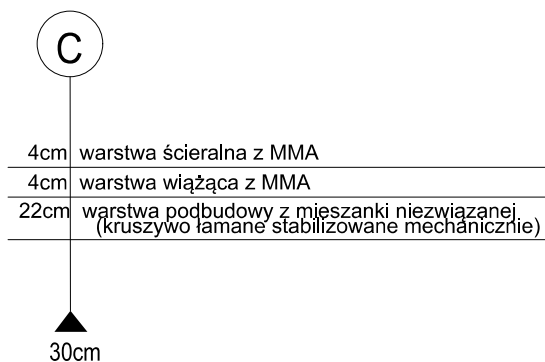 C
4cm warstwa ścieralna z MMA
4cm warstwa wiążąca z MMA
22cm warstwa podbudowy z mieszanki niezwiązanej
(kruszywo łamane stabilizowane mechanicznie)
30cm